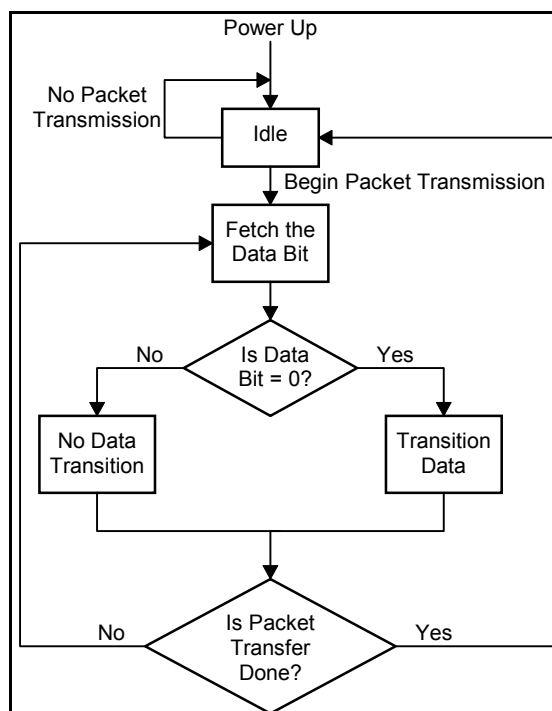 Power Up
No Packet
Transmission
Idle
Begin Packet Transmission
Fetch the
Data Bit
No
Is Data
Bit = 0?
Yes
No Data
Transition
Transition
Data
No
Is Packet
Transfer
Done?
Yes